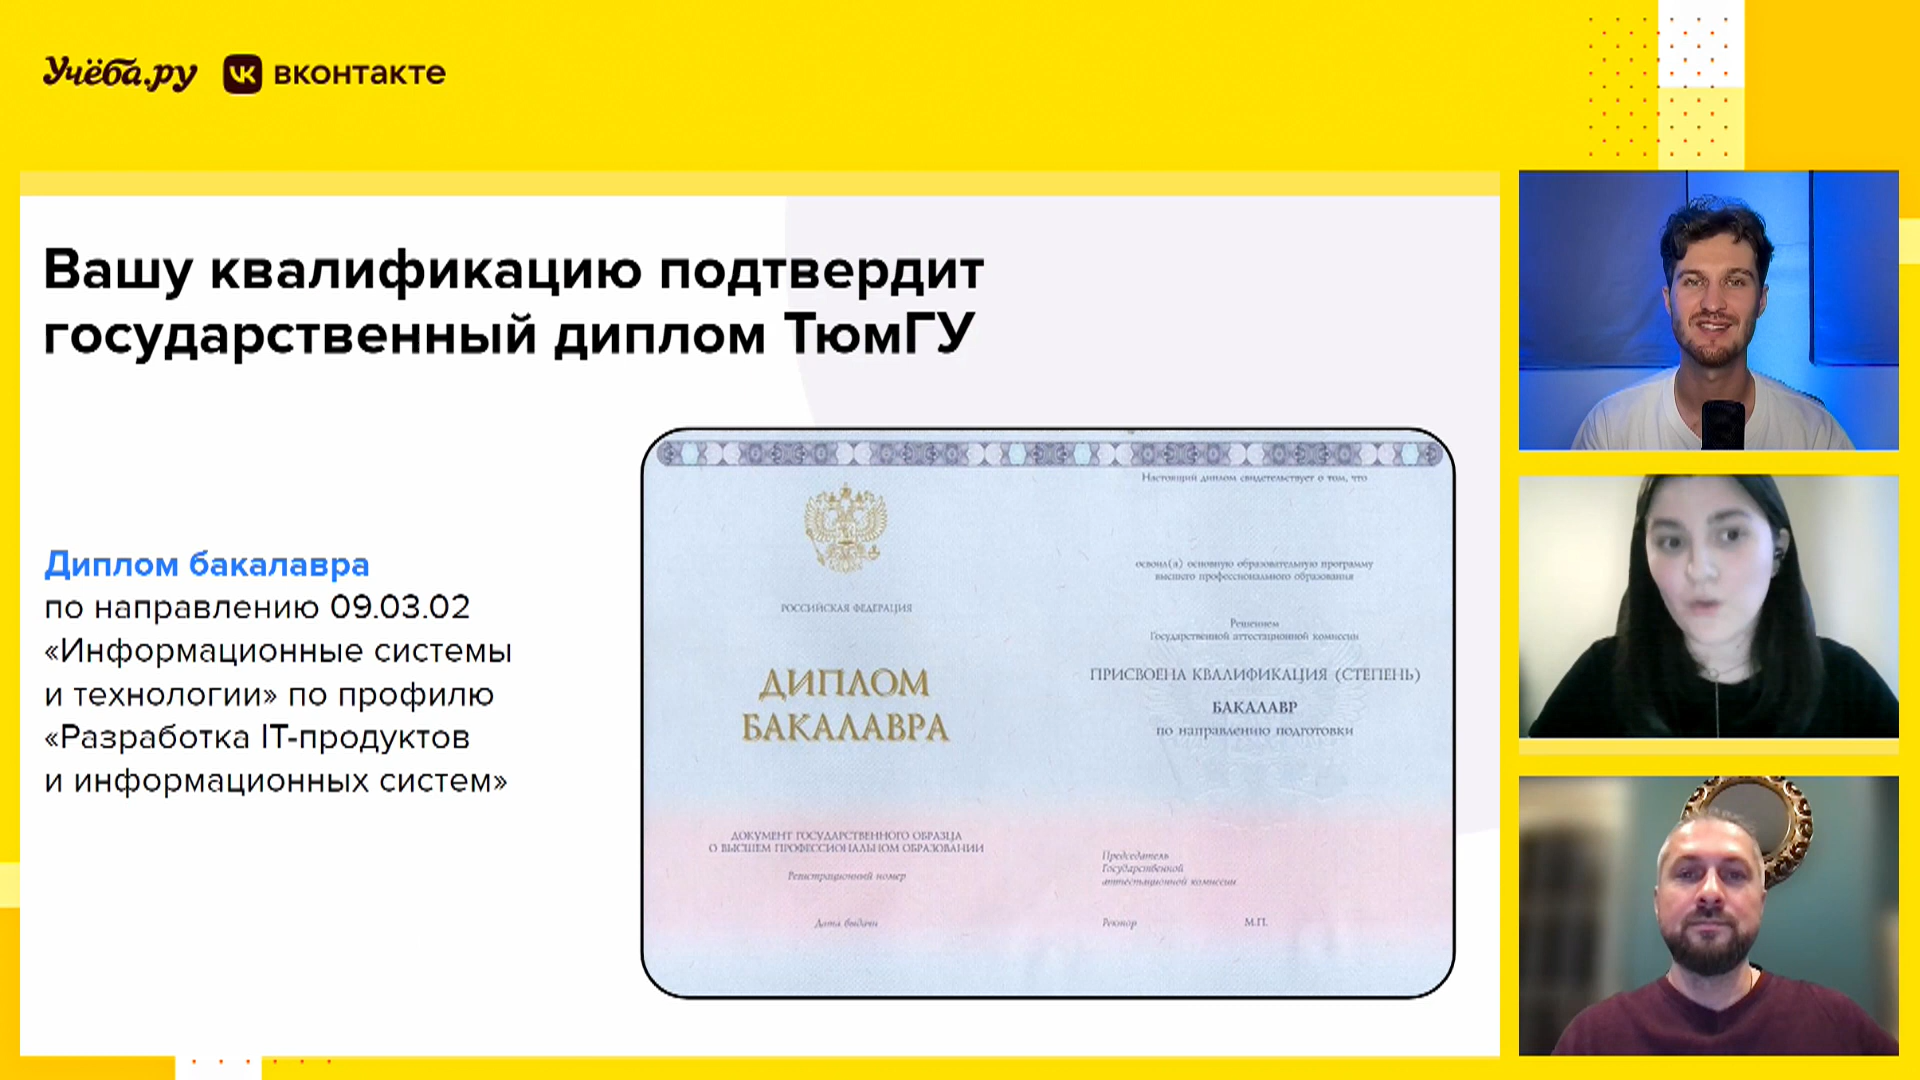 Учёба.ру вконтакте
Вашу квалификацию подтвердит
государственный диплом ТюмГУ
Диплом бакалавра
по направлению 09.03.02
«Информационные системы
и технологии» по профилю
«Разработка IT-продуктов
и информационных систем»
РОССИЙСКАЯ ФЕДЕРАЦИЯ
ДИПЛОМ
БАКАЛАВРА
ДОКУМЕНТ ГОСУДАРСТВЕННОГО ОБРАЗЦА
О ВЫСШЕМ ПРОФЕССИОНАЛЬНОМ ОБРАЗОВАНИИ
Регистрационный номер
Дата выдачи
Настоящий диплом свидетельствует о том, что
освоил(а) основную образовательную программу
высшего профессионального образования
Решением
Государственной аттестационной комиссии
ПРИСВОЕНА КВАЛИФИКАЦИЯ (СТЕПЕНЬ)
БАКАЛАВР
по направлению подготовки
Председатель
Государственной
аттестационной комиссии
Ректор М.П.